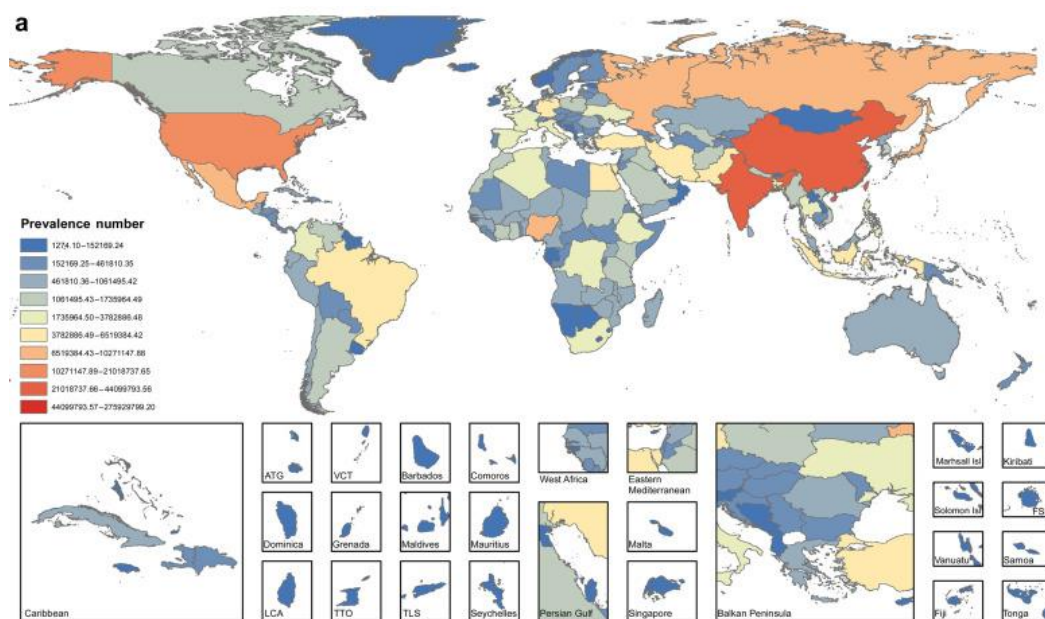 a
Prevalence number
1274.10–152169.24
152169.25–461810.35
461810.36–1061495.42
1061495.43–1735964.49
1735964.50–3782886.48
3782886.49–6519384.42
6519384.43–10271147.88
10271147.89–21018737.65
21018737.66–44099793.56
44099793.57–275929799.20
Caribbean
ATG
VCT
Barbados
Comoros
West Africa
Eastern
Mediterranean
Balkan Peninsula
Marhsall Isl
Kiribati
Dominica
Grenada
Maldives
Mauritius
Persian Gulf
Malta
Solomon Isl
FS
LCA
TTO
TLS
Seychelles
Singapore
Vanuatu
Samoa
Fiji
Tonga